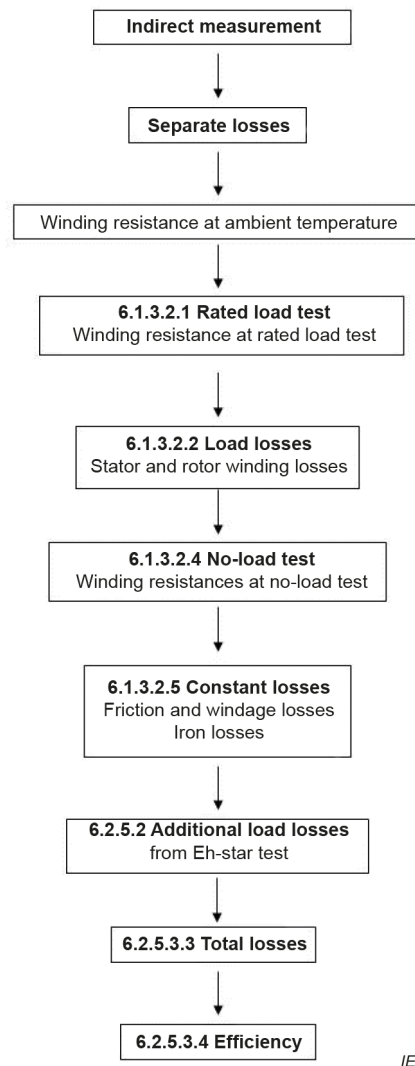 Indirect measurement
Separate losses
Winding resistance at ambient temperature
6.1.3.2.1 Rated load test
Winding resistance at rated load test
6.1.3.2.2 Load losses
Stator and rotor winding losses
6.1.3.2.4 No-load test
Winding resistances at no-load test
6.1.3.2.5 Constant losses
Friction and windage losses
Iron losses
6.2.5.2 Additional load losses
from Eh-star test
6.2.5.3.3 Total losses
6.2.5.3.4 Efficiency
IE